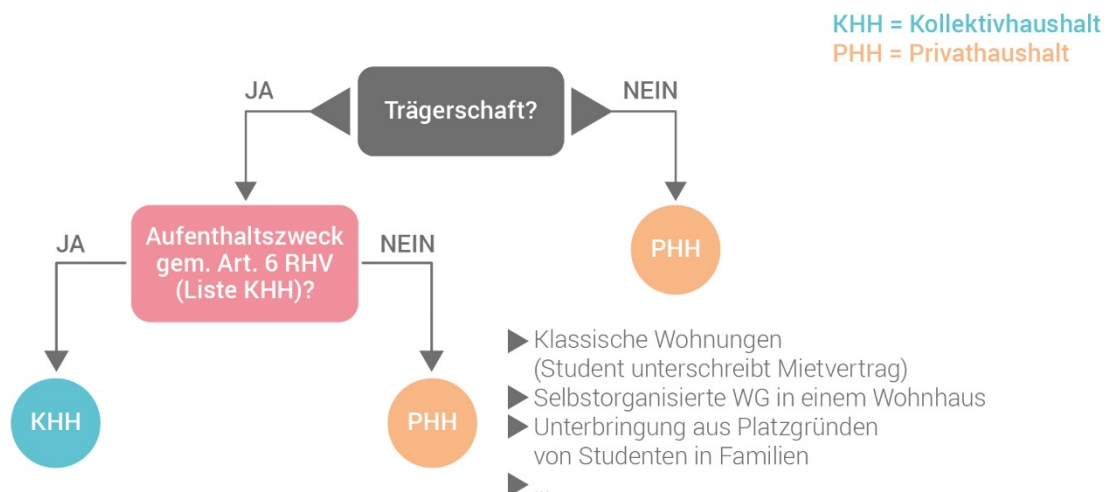 KHH = Kollektivhaushalt
PHH = Privathaushalt
JA
Trägerschaft?
NEIN
JA
Aufenthaltszweck
gem. Art. 6 RHV
(Liste KHH)?
NEIN
PHH
KHH
PHH
Klassische Wohnungen
(Student unterschreibt Mietvertrag)
Selbstorganisierte WG in einem Wohnhaus
Unterbringung aus Platzgründen
von Studenten in Familien
...